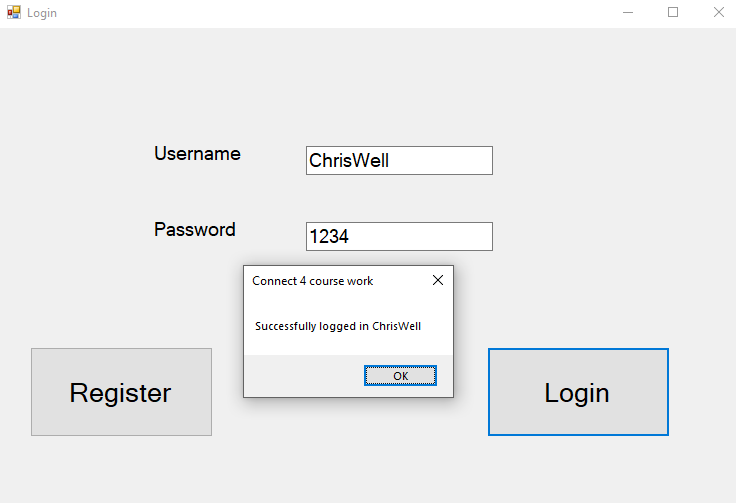 Login
Username
ChrisWell
Password
1234
Connect 4 course work
Successfully logged in ChrisWell
OK
Register
Login